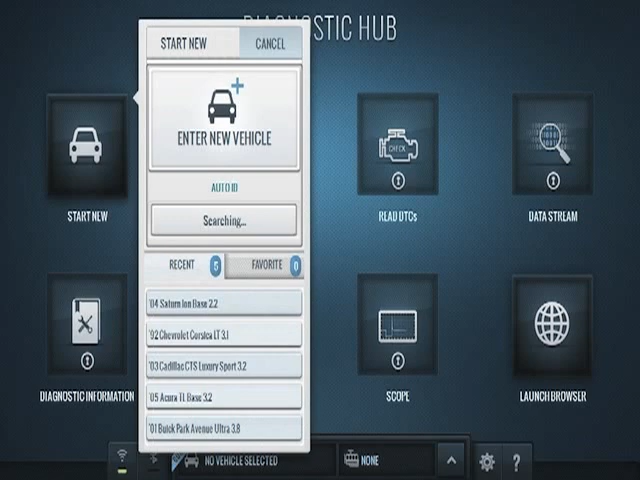 DIAGNOSTIC HUB
START NEW
CANCEL
ENTER NEW VEHICLE
AUTO ID
Searching...
RECENT 5
FAVORITE 0
'04 Saturn Ion Base 2.2
'92 Chevrolet Corsica LT 3.1
'03 Cadillac CTS Luxury Sport 3.2
'05 Acura TL Base 3.2
'01 Buick Park Avenue Ultra 3.8
START NEW
CHECK
READ DTCs
DATA STREAM
DIAGNOSTIC INFORMATION
SCOPE
LAUNCH BROWSER
NO VEHICLE SELECTED
NONE
?